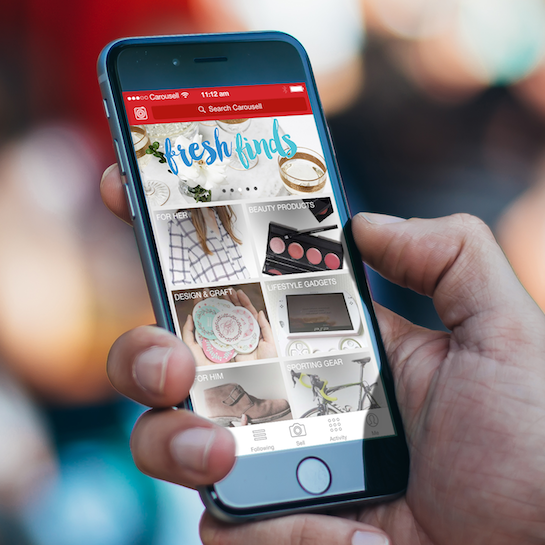 Carousell
11:12 am
Search Carousell
fresh finds
FOR HER
BEAUTY PRODUCTS
DESIGN & CRAFT
LIFESTYLE GADGETS
OR HIM
SPORTING GEAR
Following
Sell
Activity
Me